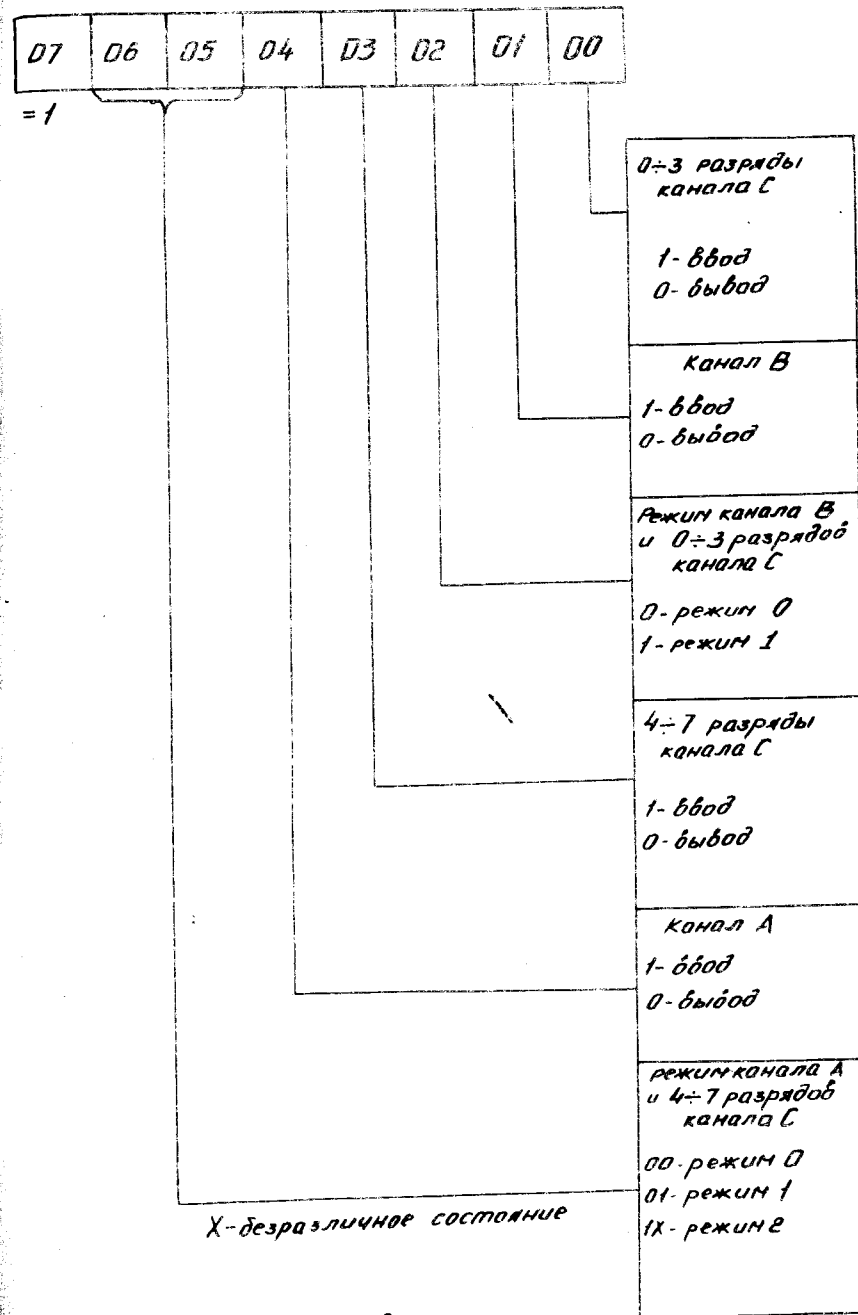 D7 D6 D5 D4 D3 D2 D1 D0
= 1
0÷3 разряды
канала C
1- ввод
0- вывод
Канал B
1- ввод
0- вывод
Режим канала B
и 0÷3 разрядов
канала C
0- режим 0
1- режим 1
4÷7 разряды
канала C
1- ввод
0- вывод
Канал A
1- ввод
0- вывод
режим канала A
и 4÷7 разрядов
канала C
00- режим 0
01- режим 1
1X- режим 2
X-безразличное состояние